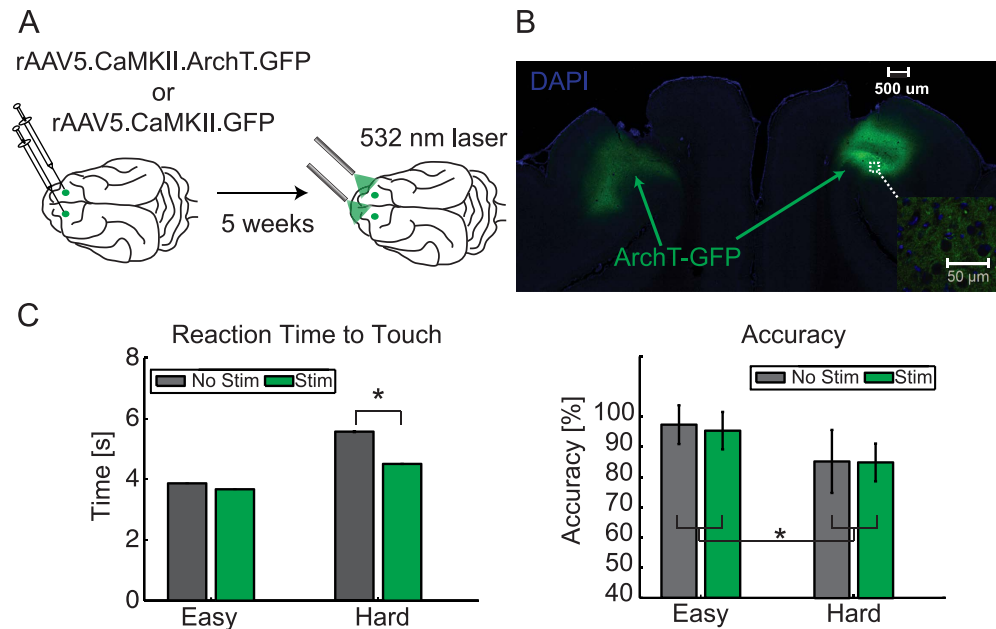 A
rAAV5.CaMKII.ArchT.GFP
or
rAAV5.CaMKII.GFP
5 weeks
532 nm laser
B
DAPI
500 um
ArchT-GFP
50 µm
C
Reaction Time to Touch
No Stim Stim
*
8
6
4
2
0
Time [s]
Easy Hard
Accuracy
No Stim Stim
100
90
80
70
60
50
40
Accuracy [%]
*
Easy Hard